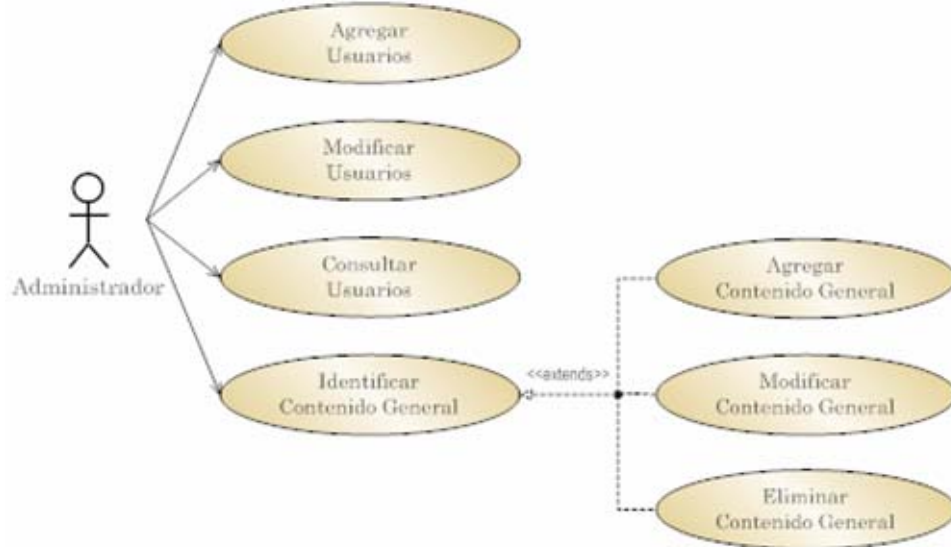 Agregar
Usuarios
Modificar
Usuarios
Administrador
Consultar
Usuarios
Identificar
Contenido General
<<extends>>
Agregar
Contenido General
Modificar
Contenido General
Eliminar
Contenido General